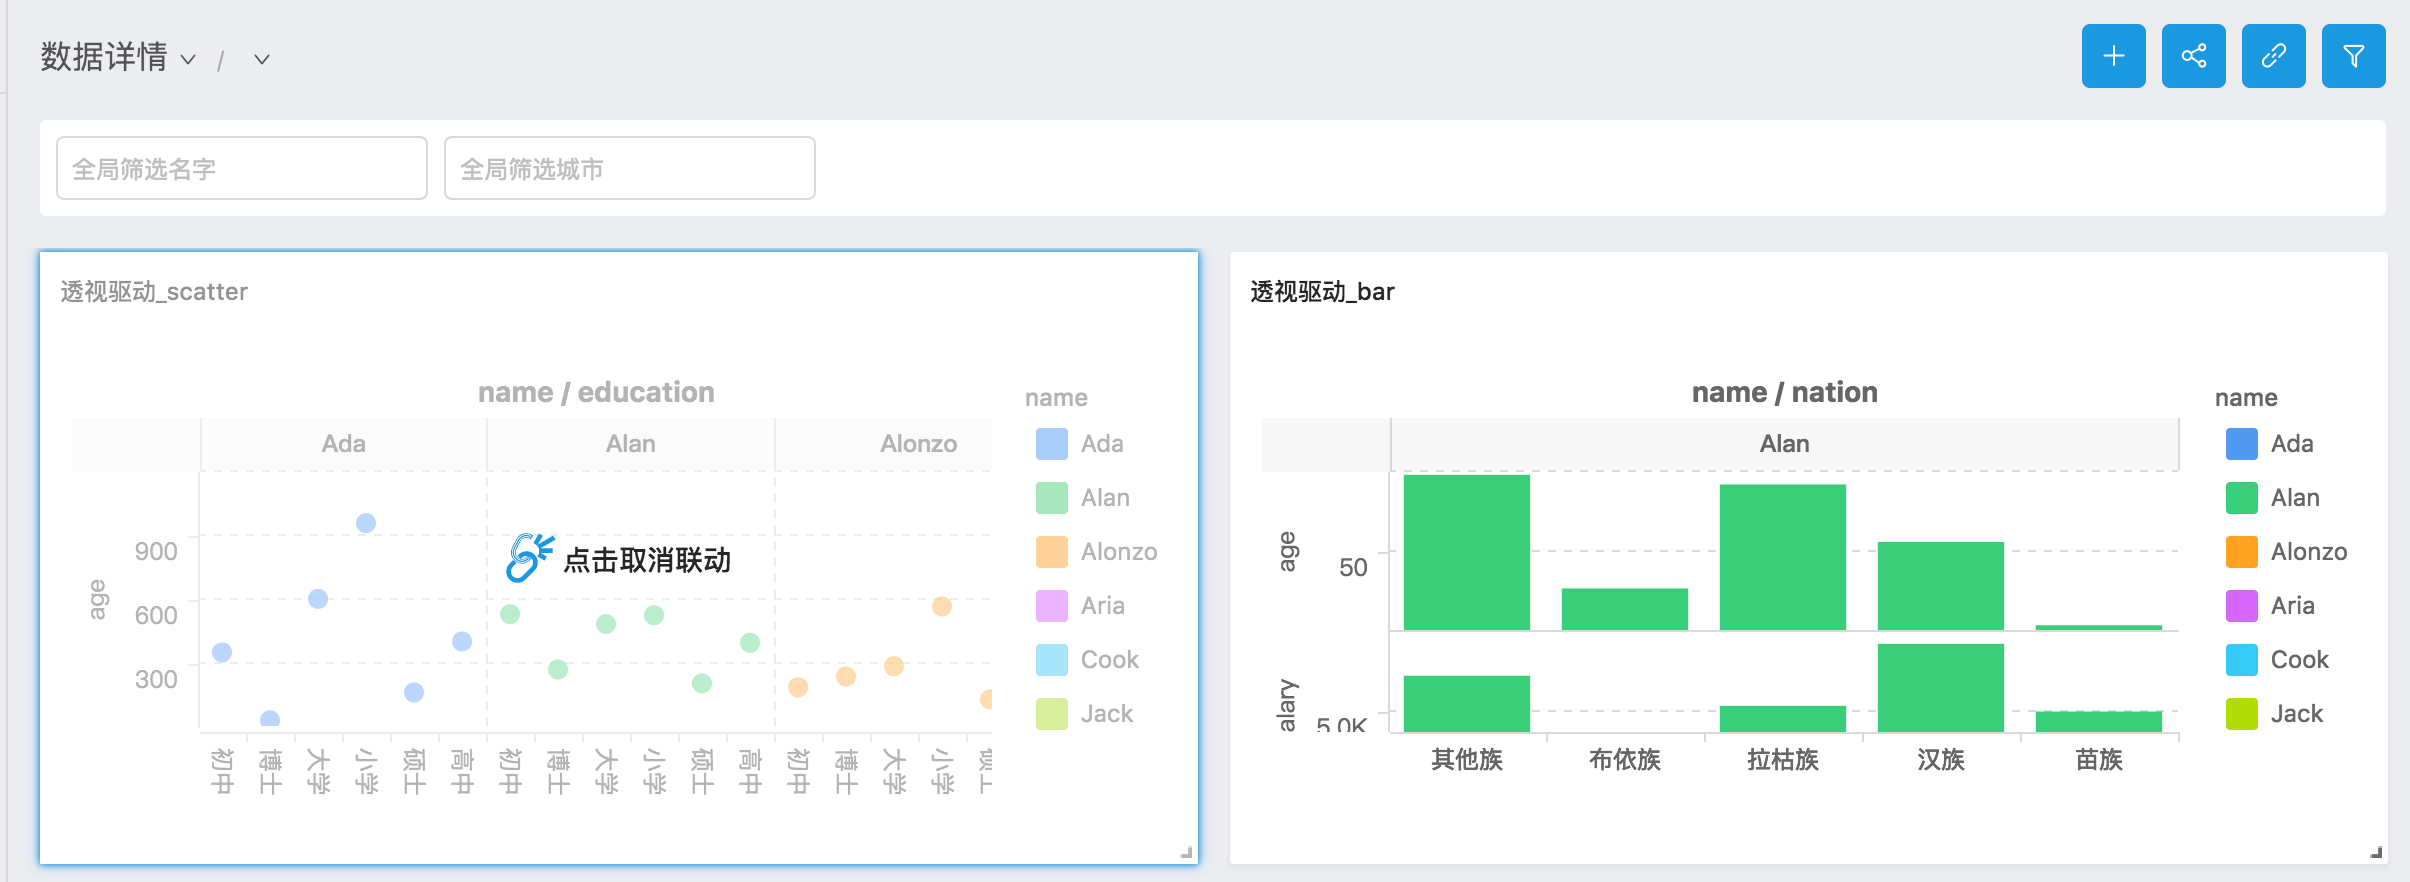 数据详情 /
全局筛选名字 全局筛选城市
透视驱动_scatter
name / education
name
Ada Alan Alonzo
Ada
Alan
Alonzo
Aria
Cook
Jack
age
900
600
300
点击取消联动
初中 博士 大学 小学 硕士 高中 初中 博士 大学 小学 硕士 高中 初中 博士 大学 小学 硕士
透视驱动_bar
name / nation
name
Alan
Ada
Alan
Alonzo
Aria
Cook
Jack
age
50
alary
5.0K
其他族 布依族 拉枯族 汉族 苗族